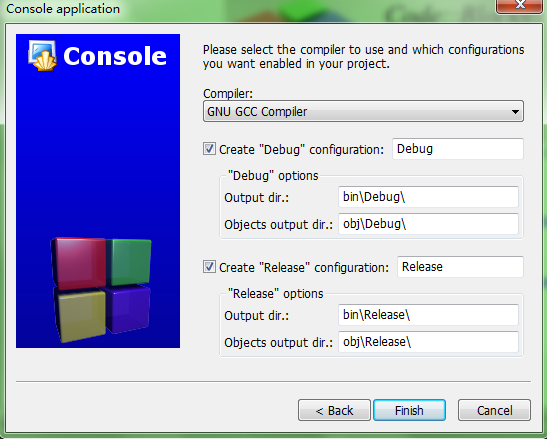 Console application
Console
Please select the compiler to use and which configurations
you want enabled in your project.
Compiler:
GNU GCC Compiler
Create "Debug" configuration: Debug
"Debug" options
Output dir.: bin\Debug\
Objects output dir.: obj\Debug\
Create "Release" configuration: Release
"Release" options
Output dir.: bin\Release\
Objects output dir.: obj\Release\
< Back Finish Cancel